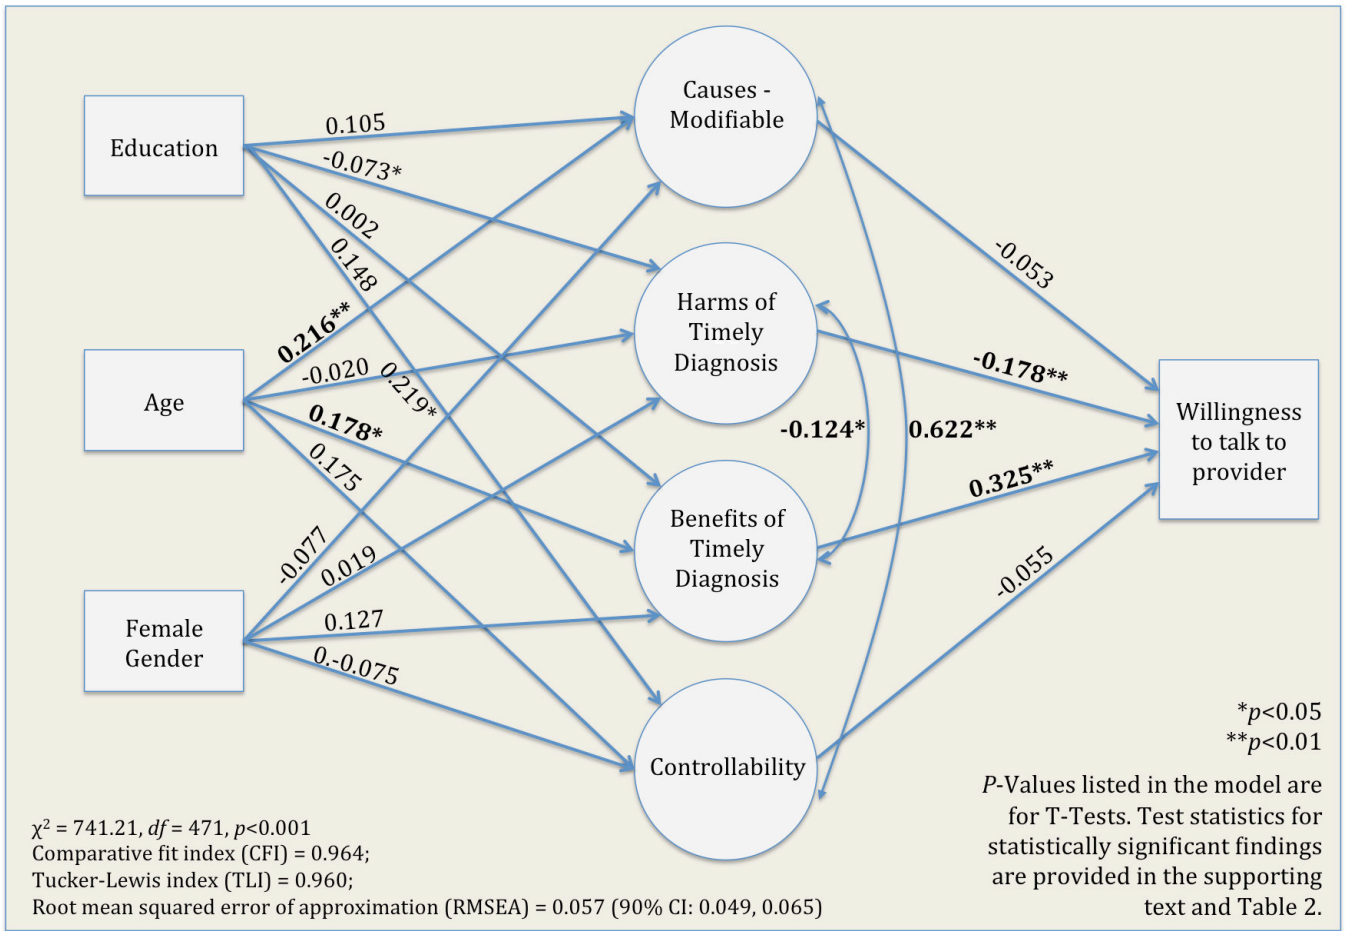 Education
Age
Female
Gender
0.105
-0.073*
0.002
0.148
0.216**
-0.020
0.219*
0.178*
0.175
-0.077
0.019
0.127
0.-0.075
Causes -
Modifiable
Harms of
Timely
Diagnosis
Benefits of
Timely
Diagnosis
Controllability
-0.053
-0.178**
-0.124*
0.622**
0.325**
-0.055
Willingness
to talk to
provider
*p<0.05
**p<0.01
P-Values listed in the model are
for T-Tests. Test statistics for
statistically significant findings
are provided in the supporting
text and Table 2.
χ² = 741.21, df = 471, p<0.001
Comparative fit index (CFI) = 0.964;
Tucker-Lewis index (TLI) = 0.960;
Root mean squared error of approximation (RMSEA) = 0.057 (90% CI: 0.049, 0.065)